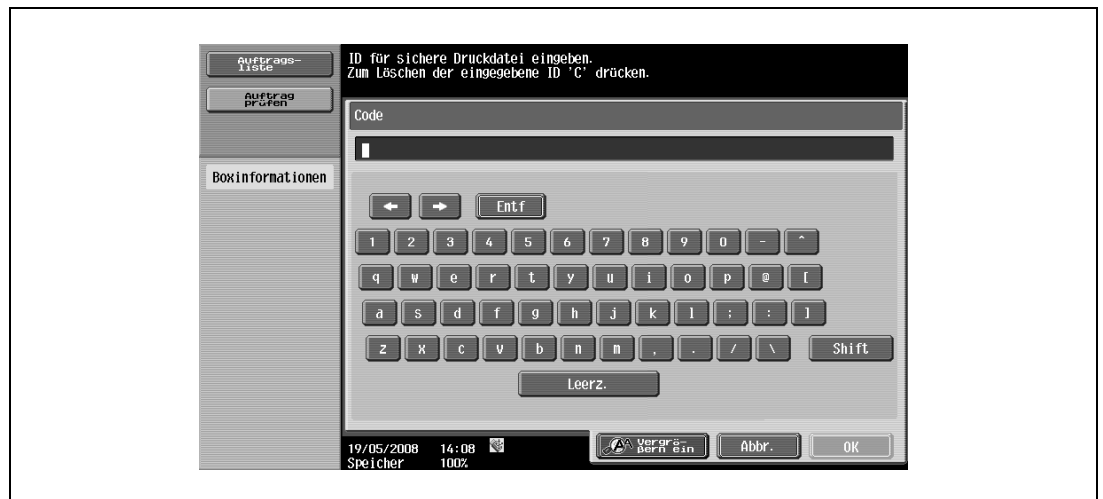 Auftrags-
liste
Auftrag
prüfen
Boxinformationen
ID für sichere Druckdatei eingeben.
Zum Löschen der eingegebene ID 'C' drücken.
Code
Entf
1 2 3 4 5 6 7 8 9 0 - ^
q w e r t y u i o p @ [
a s d f g h j k l ; : ]
z x c v b n m , . / \ Shift
Leerz.
19/05/2008 14:08
Speicher 100%
Vergrö-
ßern ein
Abbr.
OK